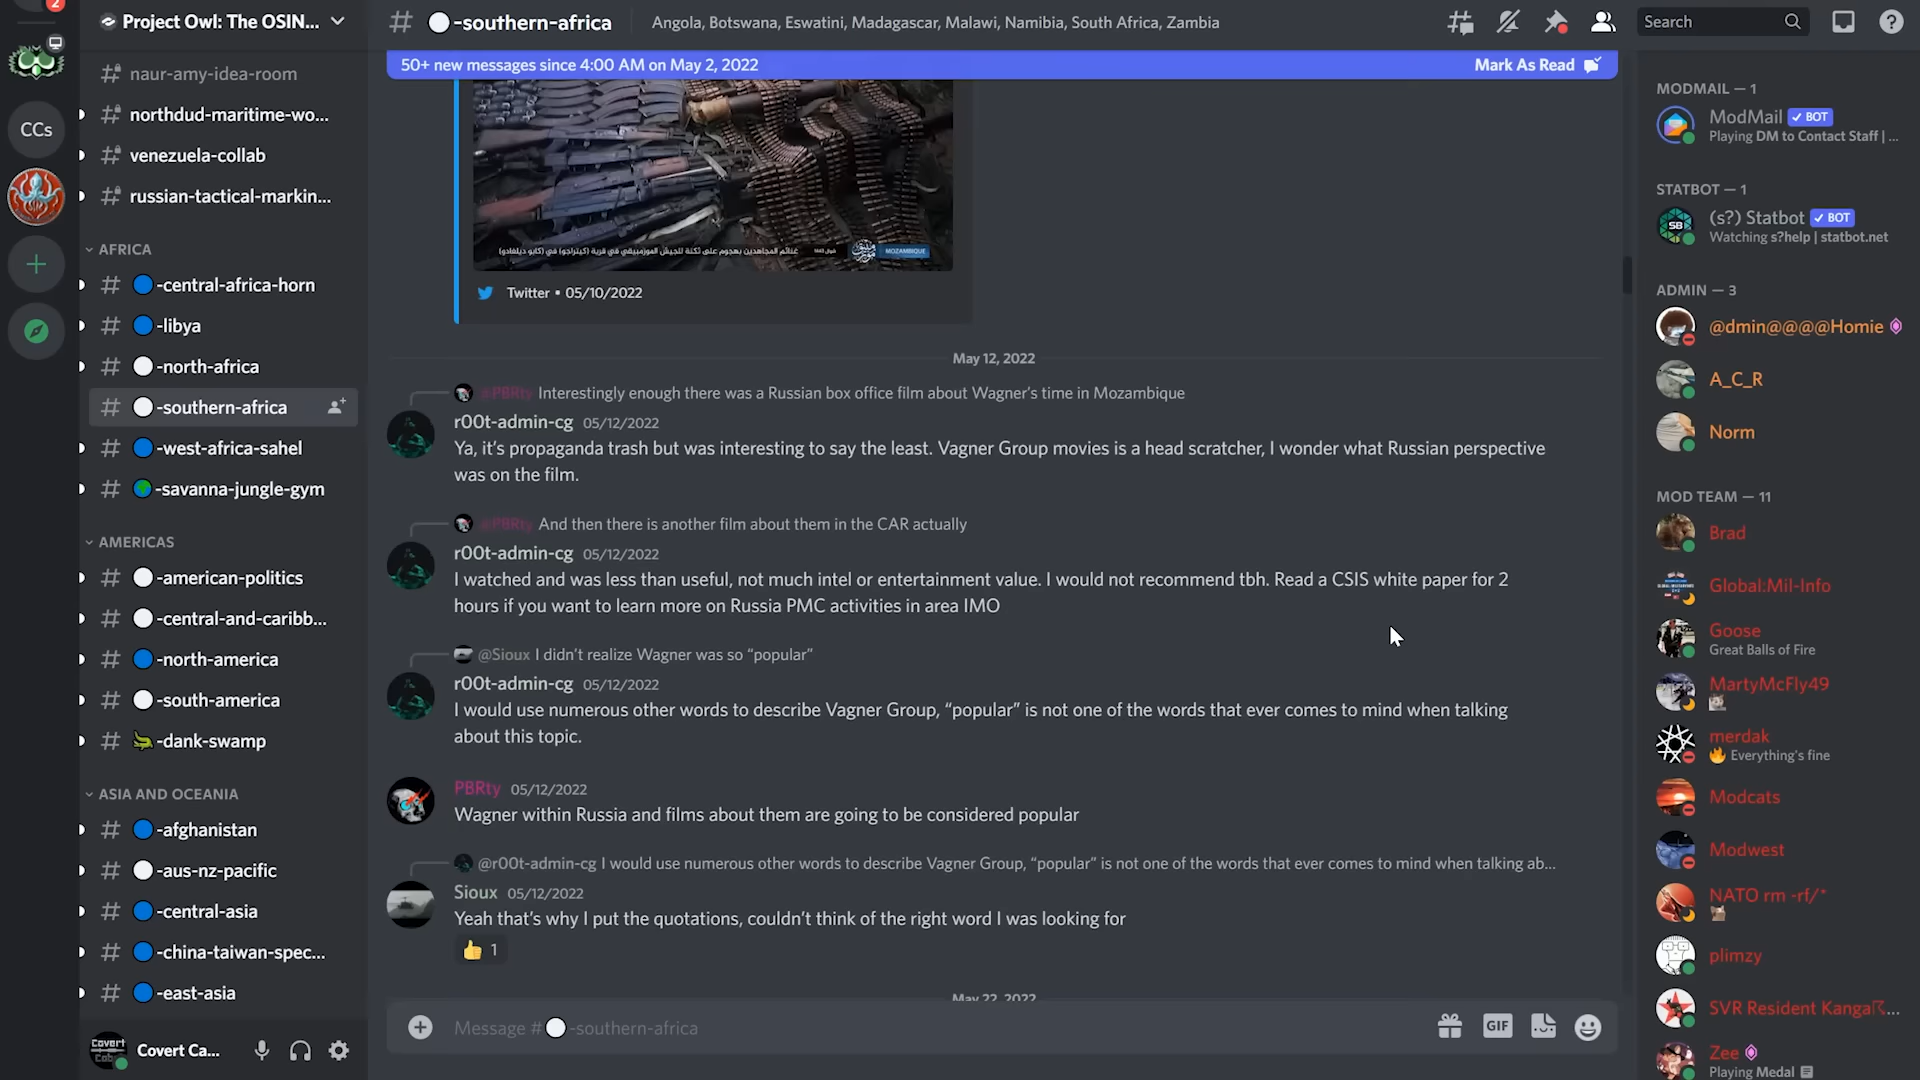 2
Project Owl: The OSIN...
-southern-africa
Angola, Botswana, Eswatini, Madagascar, Malawi, Namibia, South Africa, Zambia
Search
50+ new messages since 4:00 AM on May 2, 2022
Mark As Read
CCs
naur-amy-idea-room
northdud-maritime-wo...
venezuela-collab
russian-tactical-markin...
AFRICA
-central-africa-horn
-libya
-north-africa
-southern-africa
-west-africa-sahel
-savanna-jungle-gym
AMERICAS
-american-politics
-central-and-caribb...
-north-america
-south-america
-dank-swamp
ASIA AND OCEANIA
-afghanistan
-aus-nz-pacific
-central-asia
-china-taiwan-spec...
-east-asia
Covert Ca...
غنائم المجاهدين بهجوم على ثكنة للجيش الموزمبيقي في قرية (كيتراجو) في (كابو ديلغادو)
MOZAMBIQUE
Twitter • 05/10/2022
May 12, 2022
@PBRty Interestingly enough there was a Russian box office film about Wagner's time in Mozambique
r00t-admin-cg 05/12/2022
Ya, it's propaganda trash but was interesting to say the least. Vagner Group movies is a head scratcher, I wonder what Russian perspective
was on the film.
@PBRty And then there is another film about them in the CAR actually
r00t-admin-cg 05/12/2022
I watched and was less than useful, not much intel or entertainment value. I would not recommend tbh. Read a CSIS white paper for 2
hours if you want to learn more on Russia PMC activities in area IMO
@Sioux I didn't realize Wagner was so “popular”
r00t-admin-cg 05/12/2022
I would use numerous other words to describe Vagner Group, “popular” is not one of the words that ever comes to mind when talking
about this topic.
PBRty 05/12/2022
Wagner within Russia and films about them are going to be considered popular
@r00t-admin-cg I would use numerous other words to describe Vagner Group, “popular” is not one of the words that ever comes to mind when talking ab...
Sioux 05/12/2022
Yeah that's why I put the quotations, couldn't think of the right word I was looking for
1
May 22, 2022
Message # -southern-africa
GIF
MODMAIL — 1
ModMail BOT
Playing DM to Contact Staff | ...
STATBOT — 1
(s?) Statbot BOT
Watching s?help | statbot.net
ADMIN — 3
@dmin@@@@Homie
A_C_R
Norm
MOD TEAM — 11
Brad
Global:Mil-Info
Goose
Great Balls of Fire
MartyMcFly49
merdak
Everything's fine
Modcats
Modwest
NATO rm -rf/*
plimzy
SVR Resident Kanga☈...
Zee
Playing Medal